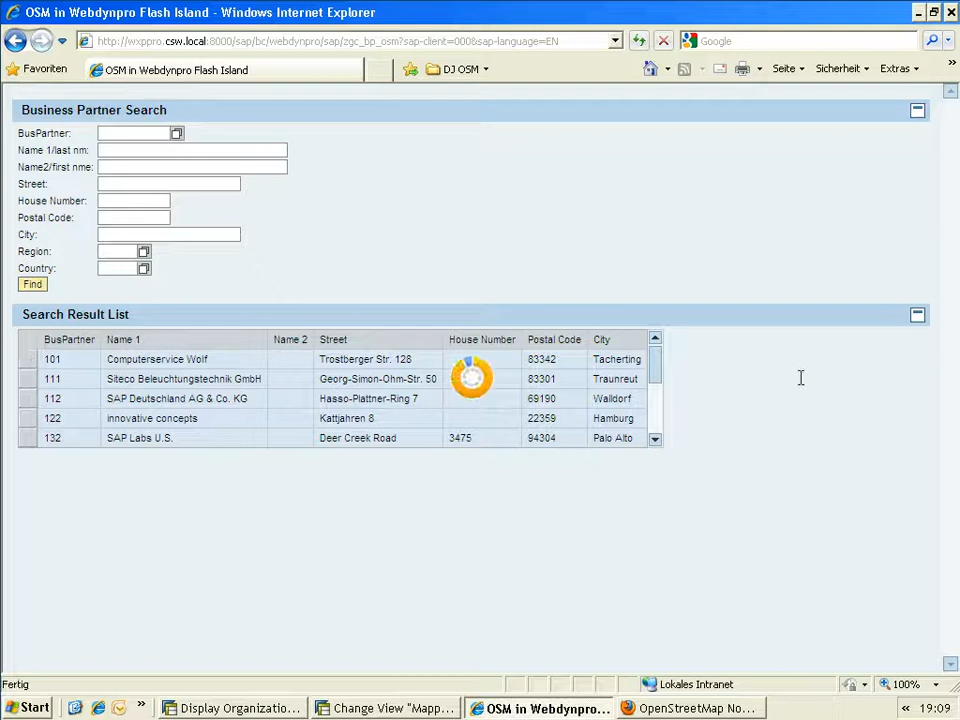 OSM in Webdynpro Flash Island - Windows Internet Explorer
http://wxppro.csw.local:8000/sap/bc/webdynpro/sap/zgc_bp_osm?sap-client=000&sap-language=EN
Google
Favoriten
OSM in Webdynpro Flash Island
DJ OSM
Seite
Sicherheit
Extras
»
Business Partner Search
BusPartner:
Name 1/last nm:
Name2/first nme:
Street:
House Number:
Postal Code:
City:
Region:
Country:
Find
Search Result List
BusPartner Name 1 Name 2 Street House Number Postal Code City
101 Computerservice Wolf Trostberger Str. 128 83342 Tacherting
111 Siteco Beleuchtungstechnik GmbH Georg-Simon-Ohm-Str. 50 83301 Traunreut
112 SAP Deutschland AG & Co. KG Hasso-Plattner-Ring 7 69190 Walldorf
122 innovative concepts Kattjahren 8 22359 Hamburg
132 SAP Labs U.S. Deer Creek Road 3475 94304 Palo Alto
Fertig
Lokales Intranet
100%
Start
»
Display Organizatio...
Change View "Mapp...
OSM in Webdynpro...
OpenStreetMap No...
«
19:09